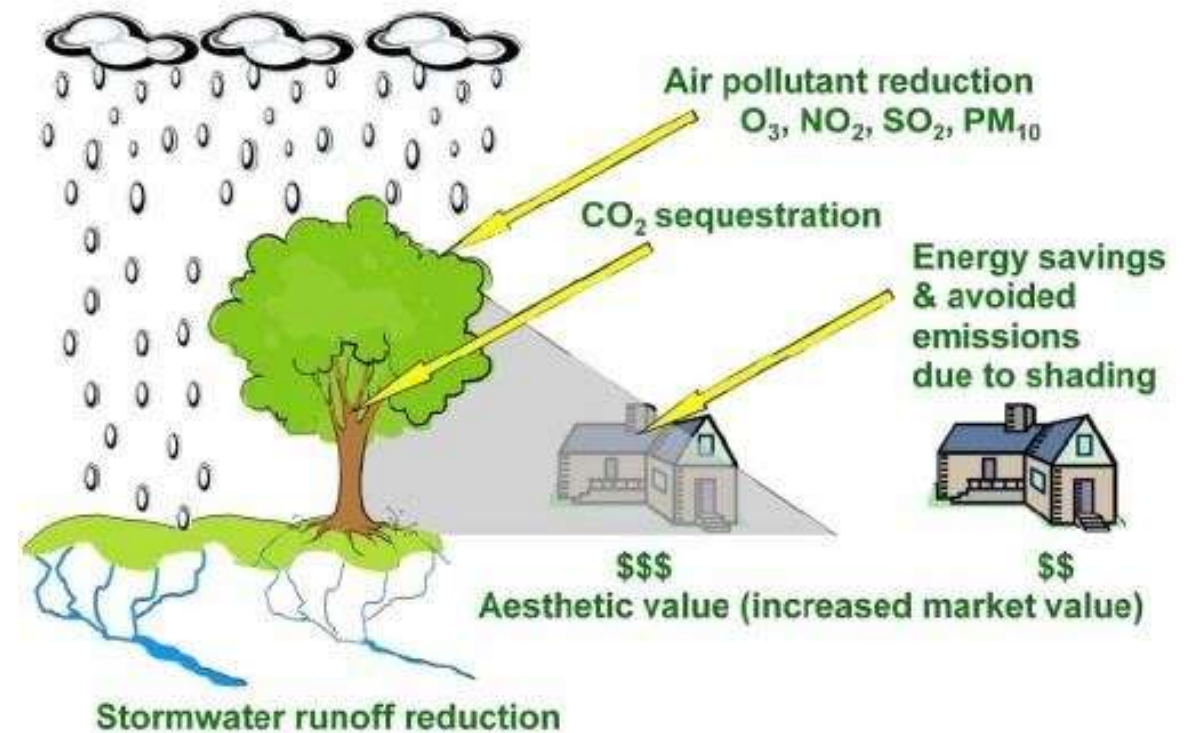 Air pollutant reduction
O₃, NO₂, SO₂, PM₁₀
CO₂ sequestration
Energy savings
& avoided
emissions
due to shading
$$$
$$
Aesthetic value (increased market value)
Stormwater runoff reduction